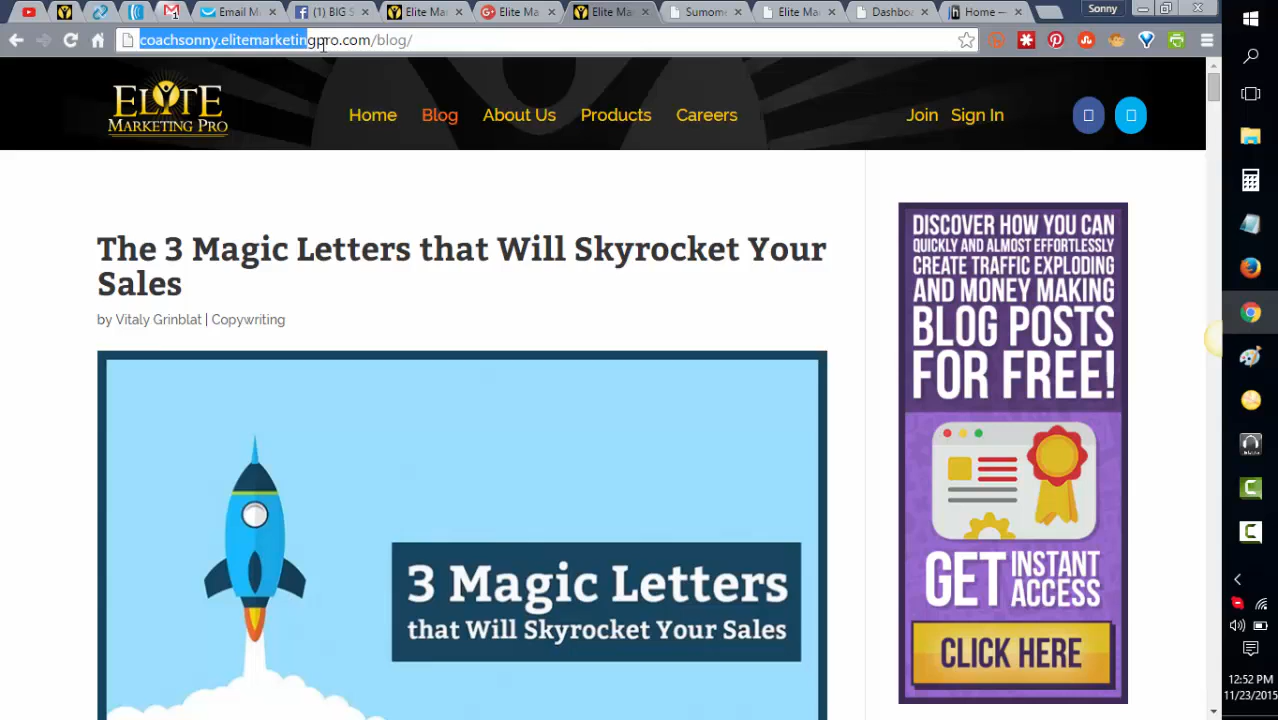 Email M
(1) BIG S
Elite Ma
Elite Ma
Elite Ma
Sumome
Elite Ma
Dashboa
Home —
Sonny
coachsonny.elitemarketingpro.com/blog/
ELITE
MARKETING PRO
Home
Blog
About Us
Products
Careers
Join
Sign In
The 3 Magic Letters that Will Skyrocket Your
Sales
by Vitaly Grinblat | Copywriting
3 Magic Letters
that Will Skyrocket Your Sales
DISCOVER HOW YOU CAN
QUICKLY AND ALMOST EFFORTLESSLY
CREATE TRAFFIC EXPLODING
AND MONEY MAKING
BLOG POSTS
FOR FREE!
GET INSTANT ACCESS
CLICK HERE
12:52 PM
11/23/2015